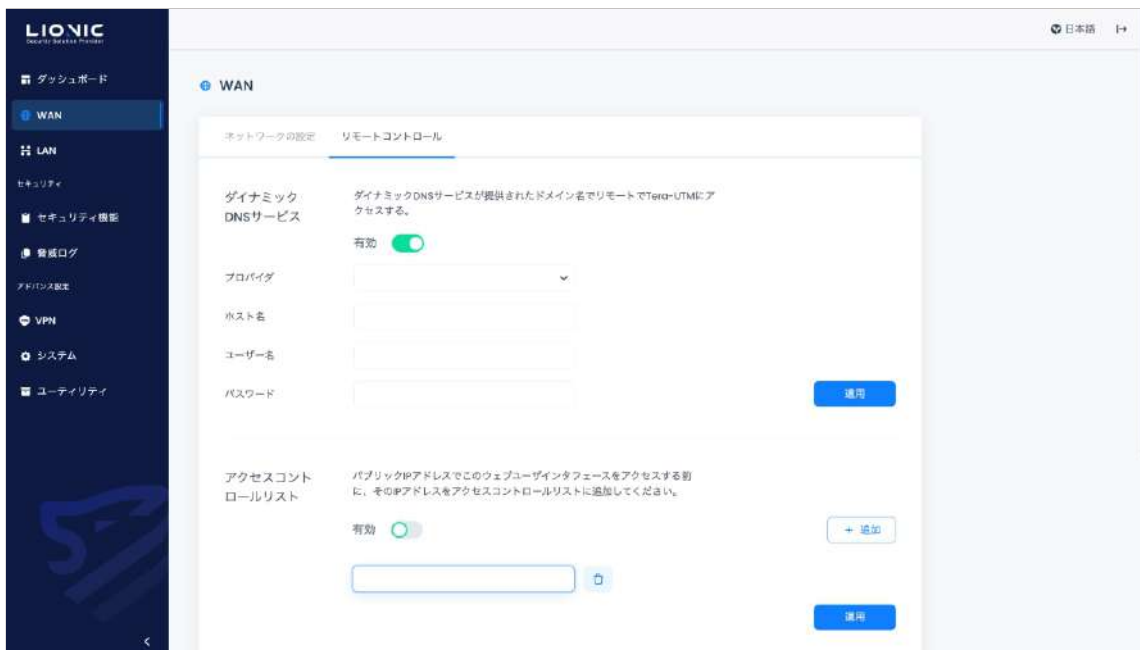 LIONIC
Security Solution Provider
日本語
ダッシュボード
WAN
LAN
セキュリティ
セキュリティ機能
脅威ログ
アドバンス設定
VPN
システム
ユーティリティ
WAN
ネットワークの設定 リモートコントロール
ダイナミック
DNSサービス
ダイナミックDNSサービスが提供されたドメイン名でリモートでTera-UTMにア
クセスする。
有効
プロバイダ
ホスト名
ユーザー名
パスワード
適用
アクセスコント
ロールリスト
パブリックIPアドレスでこのウェブユーザインタフェースをアクセスする前
に、そのIPアドレスをアクセスコントロールリストに追加してください。
有効
+ 追加
適用